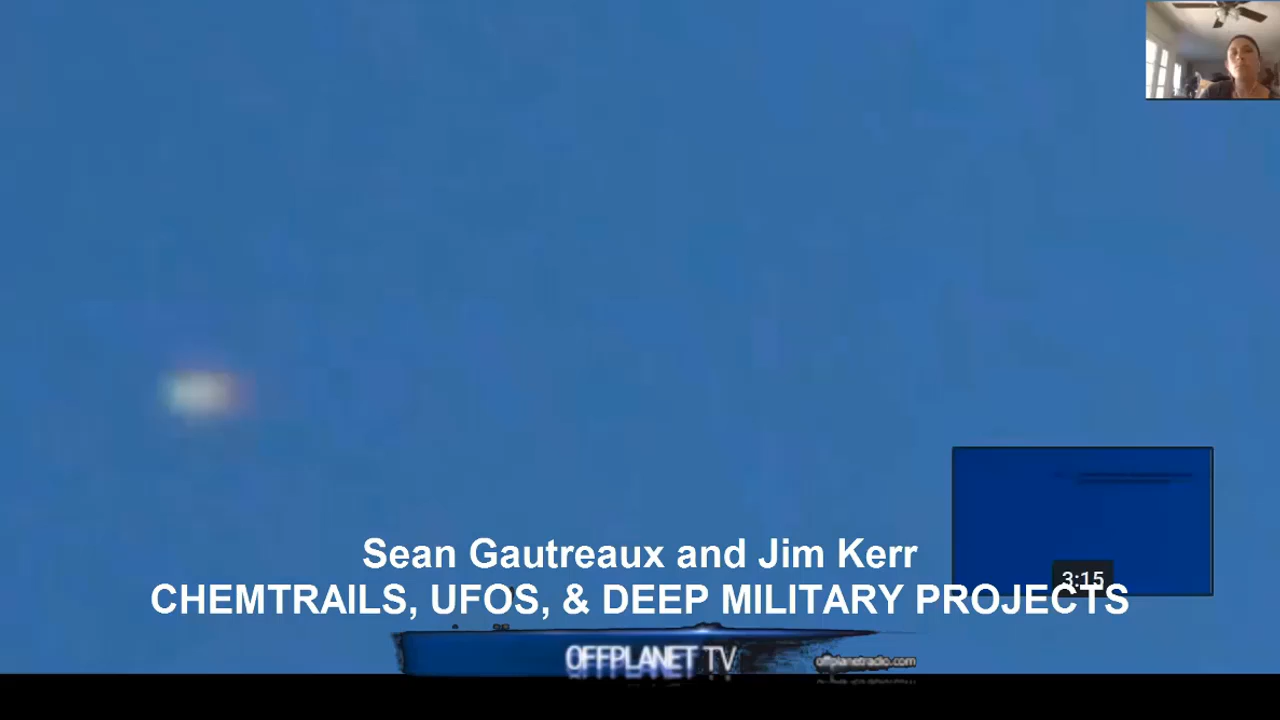 Sean Gautreaux and Jim Kerr
3:15
CHEMTRAILS, UFOS, & DEEP MILITARY PROJECTS
OFFPLANET TV
offplanetradio.com